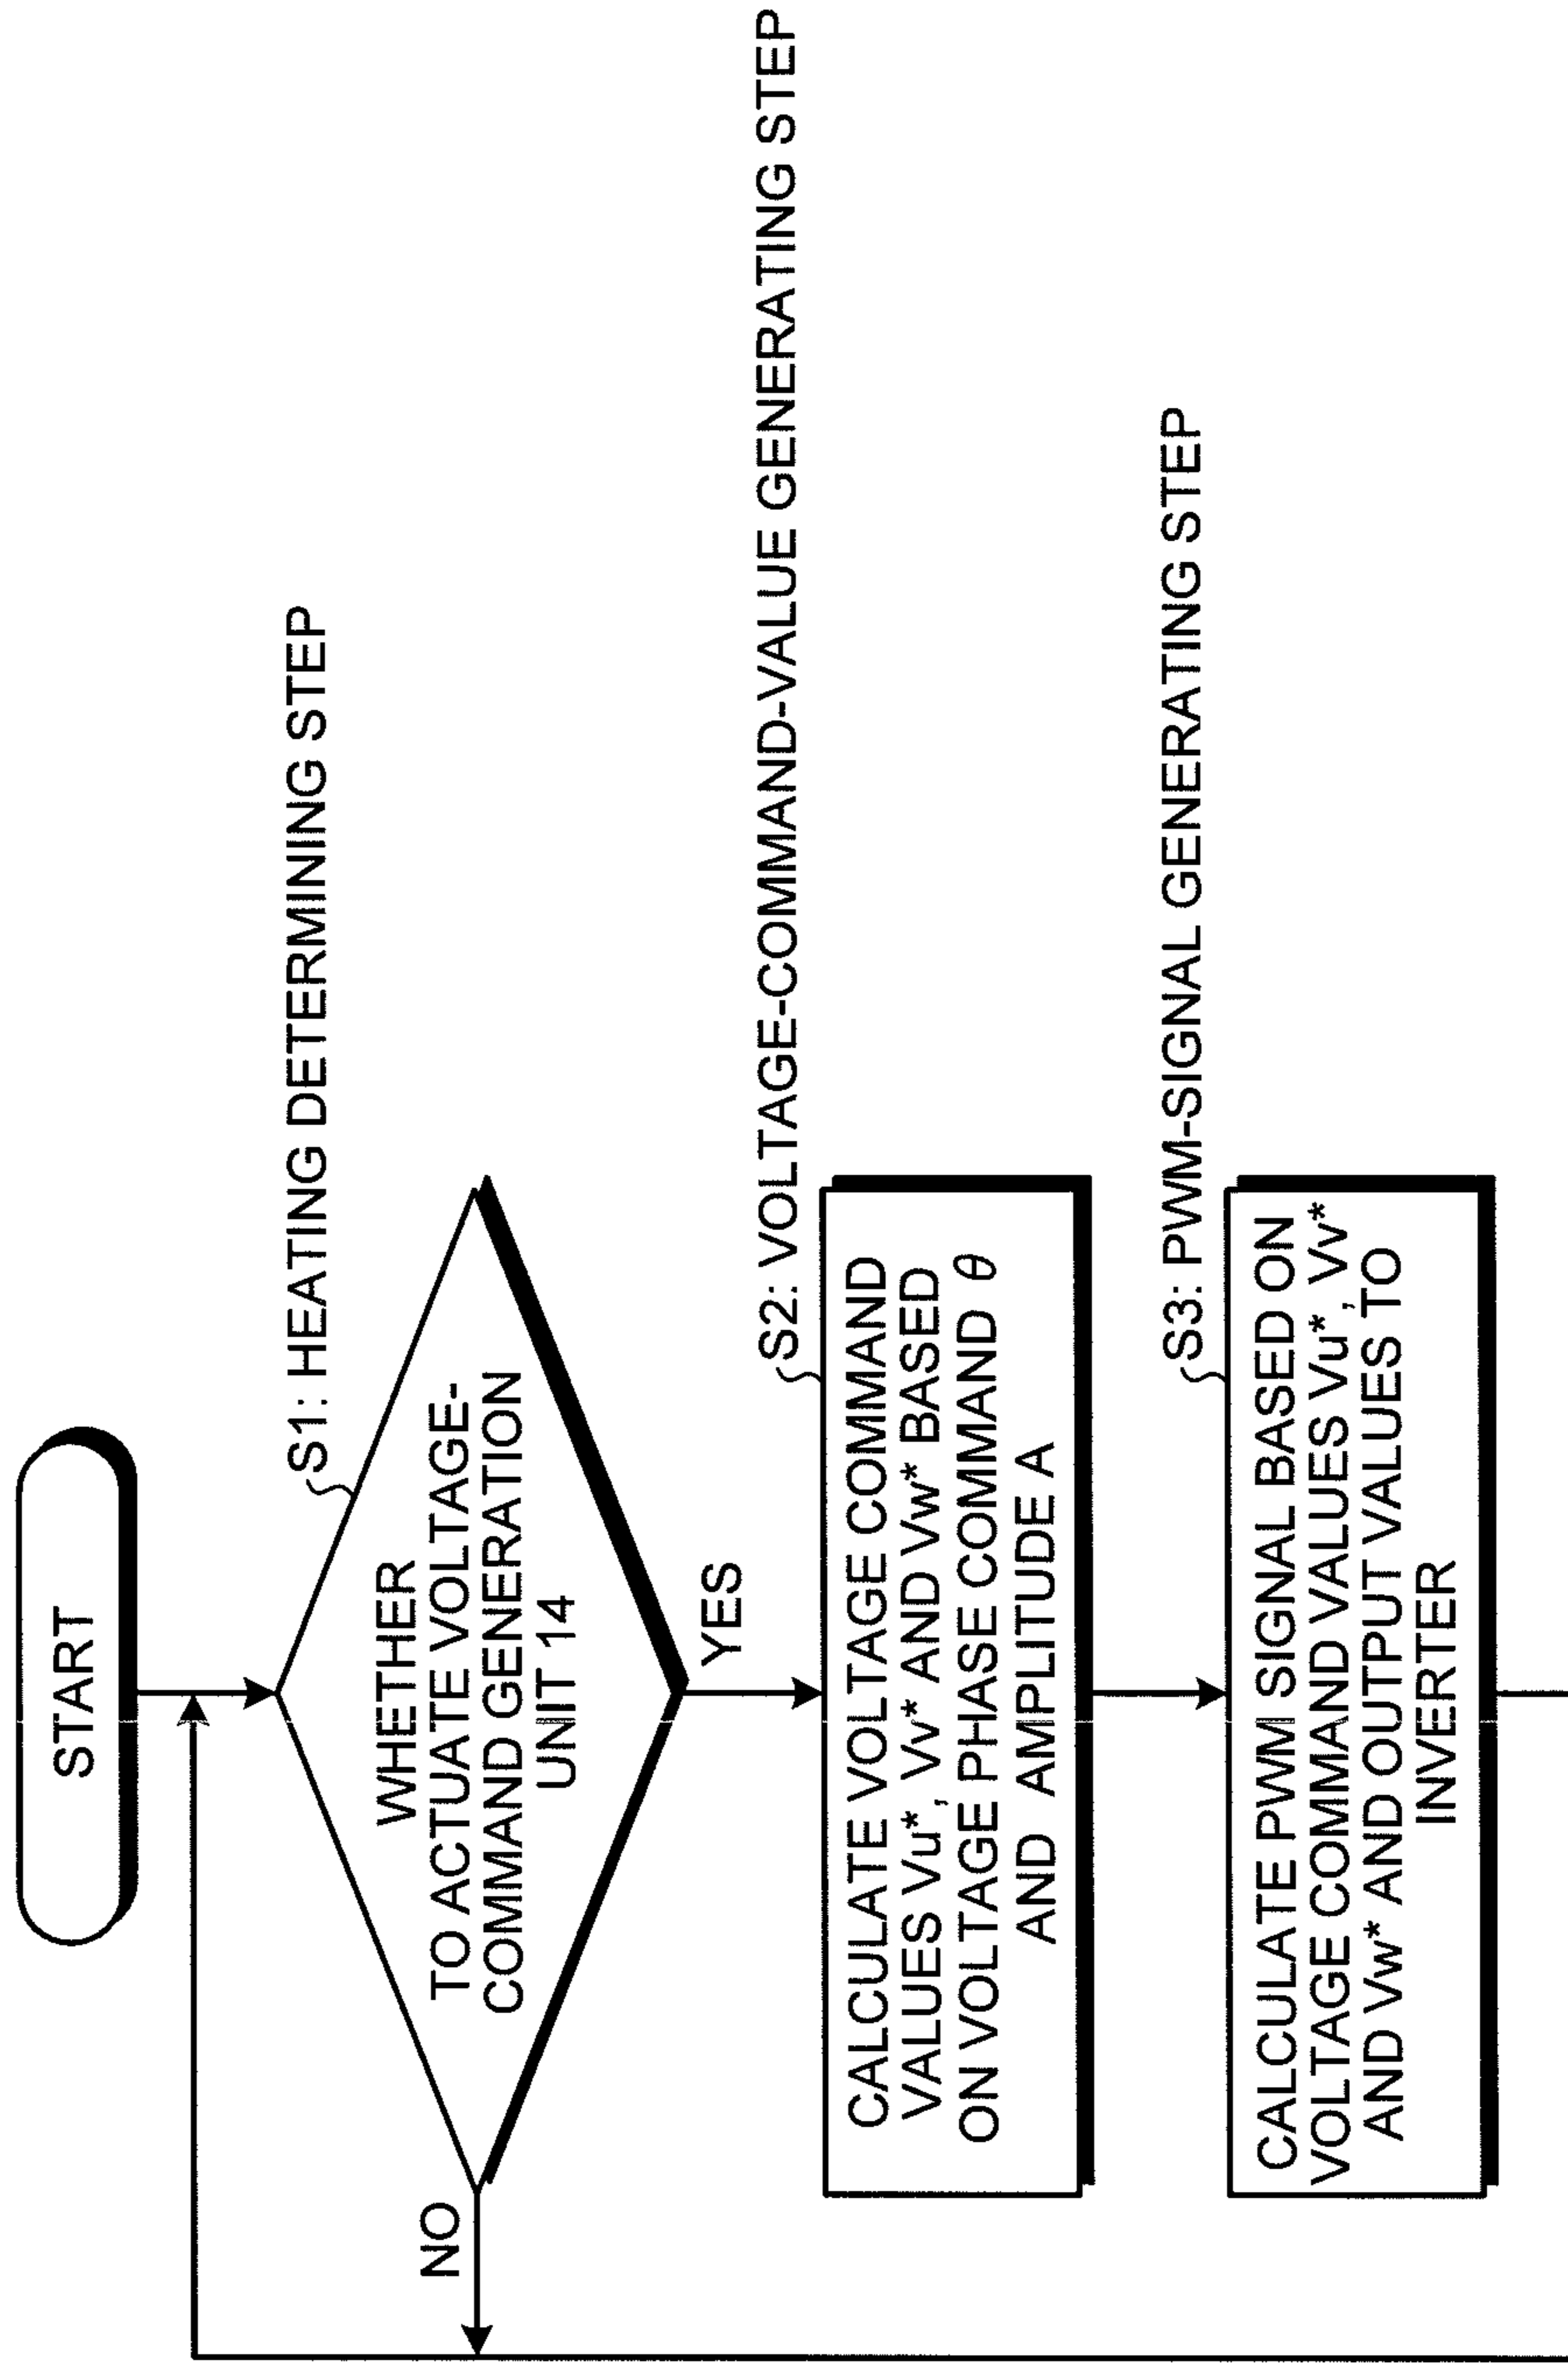 START
S1: HEATING DETERMINING STEP
WHETHER
TO ACTUATE VOLTAGE-
COMMAND GENERATION
UNIT 14
NO
YES
S2: VOLTAGE-COMMAND-VALUE GENERATING STEP
CALCULATE VOLTAGE COMMAND
VALUES Vu*, Vv* AND Vw* BASED
ON VOLTAGE PHASE COMMAND θ
AND AMPLITUDE A
S3: PWM-SIGNAL GENERATING STEP
CALCULATE PWM SIGNAL BASED ON
VOLTAGE COMMAND VALUES Vu*, Vv*
AND Vw* AND OUTPUT VALUES TO
INVERTER